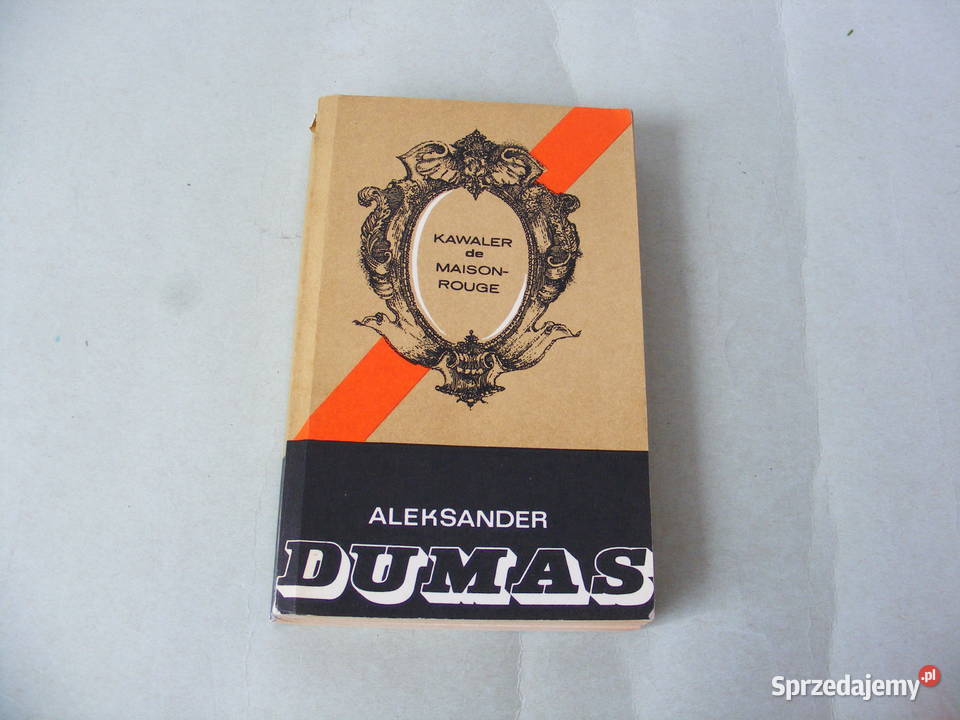 KAWALER
de
MAISON-
ROUGE
ALEKSANDER
DUMAS
Sprzedajemy.pl